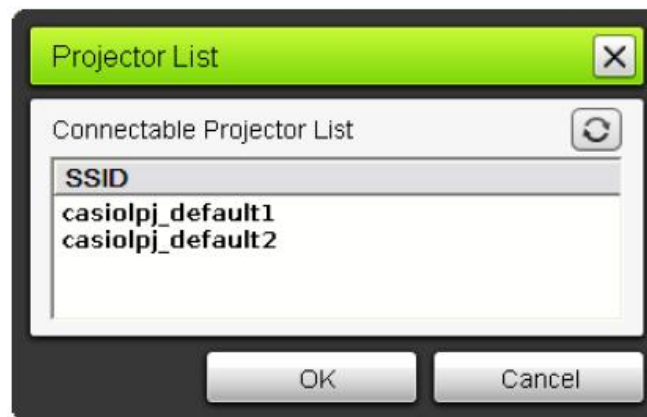 Projector List
Connectable Projector List
SSID
casiolpj_default1
casiolpj_default2
OK
Cancel